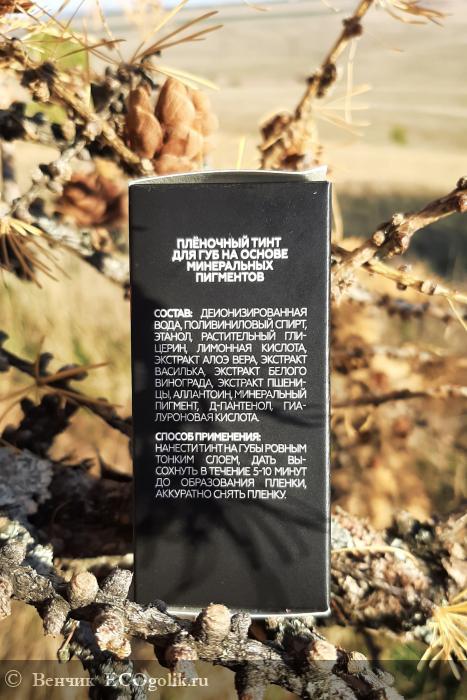 ПЛЁНОЧНЫЙ ТИНТ
ДЛЯ ГУБ НА ОСНОВЕ
МИНЕРАЛЬНЫХ
ПИГМЕНТОВ
СОСТАВ: ДЕИОНИЗИРОВАННАЯ
ВОДА, ПОЛИВИНИЛОВЫЙ СПИРТ,
ЭТАНОЛ, РАСТИТЕЛЬНЫЙ ГЛИ-
ЦЕРИН, ЛИМОННАЯ КИСЛОТА,
ЭКСТРАКТ АЛОЭ ВЕРА, ЭКСТРАКТ
ВАСИЛЬКА, ЭКСТРАКТ БЕЛОГО
ВИНОГРАДА, ЭКСТРАКТ ПШЕНИ-
ЦЫ, АЛЛАНТОИН, МИНЕРАЛЬНЫЙ
ПИГМЕНТ, Д-ПАНТЕНОЛ, ГИА-
ЛУРОНОВАЯ КИСЛОТА.
СПОСОБ ПРИМЕНЕНИЯ:
НАНЕСТИ ТИНТ НА ГУБЫ РОВНЫМ
ТОНКИМ СЛОЕМ, ДАТЬ ВЫ-
СОХНУТЬ В ТЕЧЕНИЕ 5-10 МИНУТ
ДО ОБРАЗОВАНИЯ ПЛЕНКИ,
АККУРАТНО СНЯТЬ ПЛЕНКУ.
© Венчик ECOgolik.ru